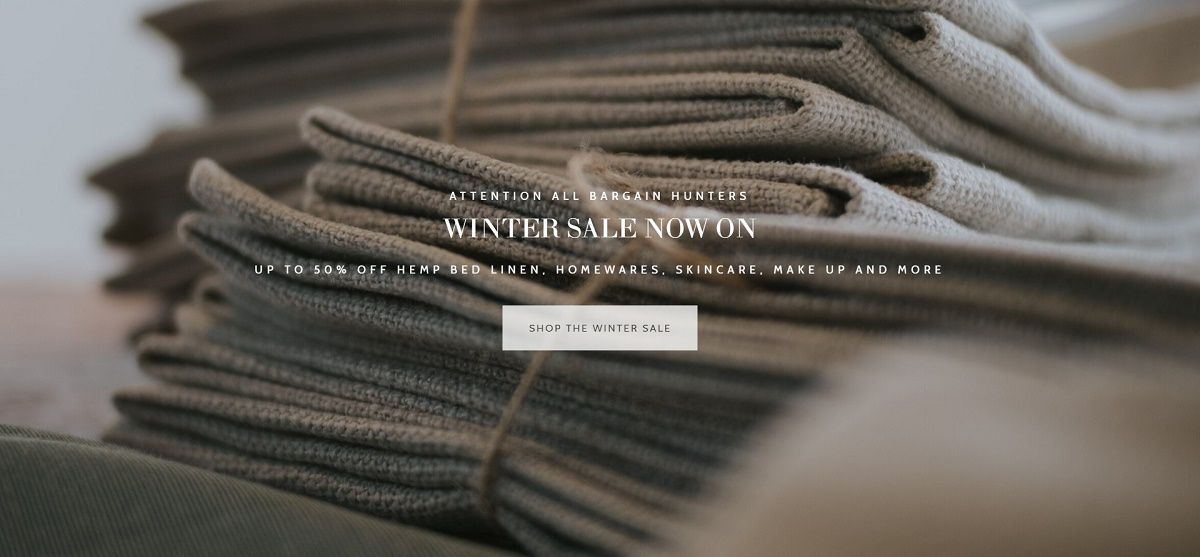 ATTENTION ALL BARGAIN HUNTERS
WINTER SALE NOW ON
UP TO 50% OFF HEMP BED LINEN, HOMEWARES, SKINCARE, MAKE UP AND MORE
SHOP THE WINTER SALE